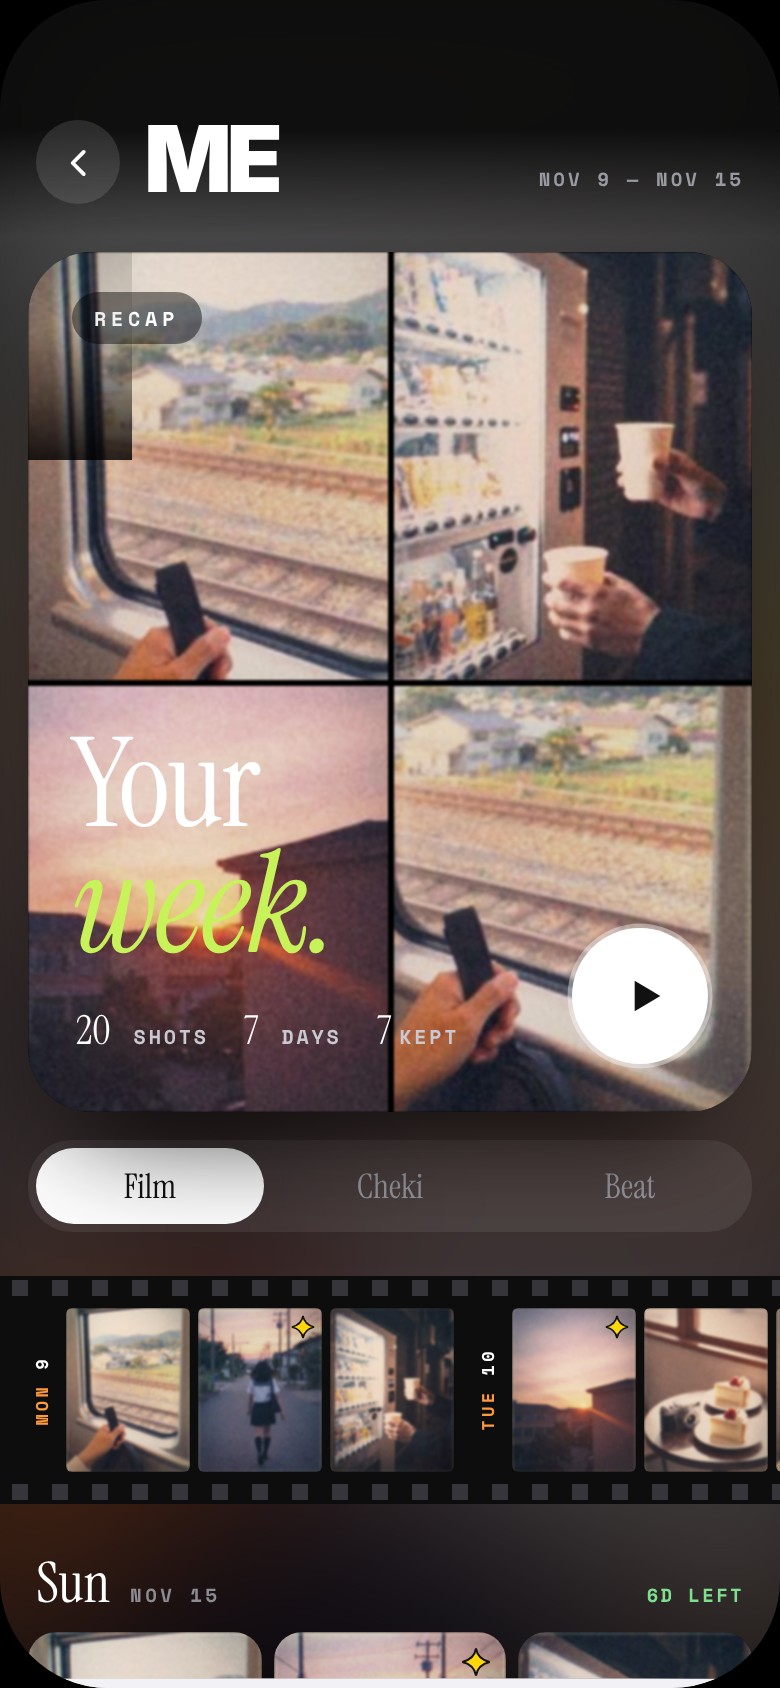 ME
NOV 9 — NOV 15
RECAP
Your
week.
20 SHOTS 7 DAYS 7 KEPT
Film Cheki Beat
MON 9
TUE 10
Sun NOV 15
6D LEFT